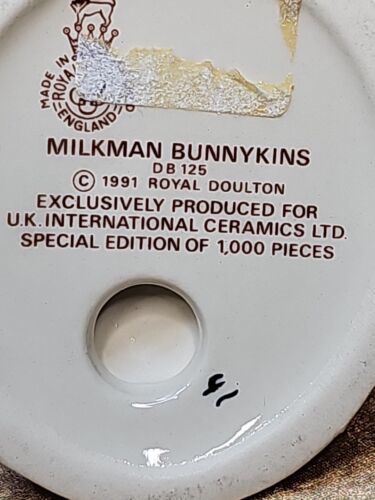 MADE IN
ENGLAND
MILKMAN BUNNYKINS
DB 125
© 1991 ROYAL DOULTON
EXCLUSIVELY PRODUCED FOR
U.K. INTERNATIONAL CERAMICS LTD.
SPECIAL EDITION OF 1,000 PIECES